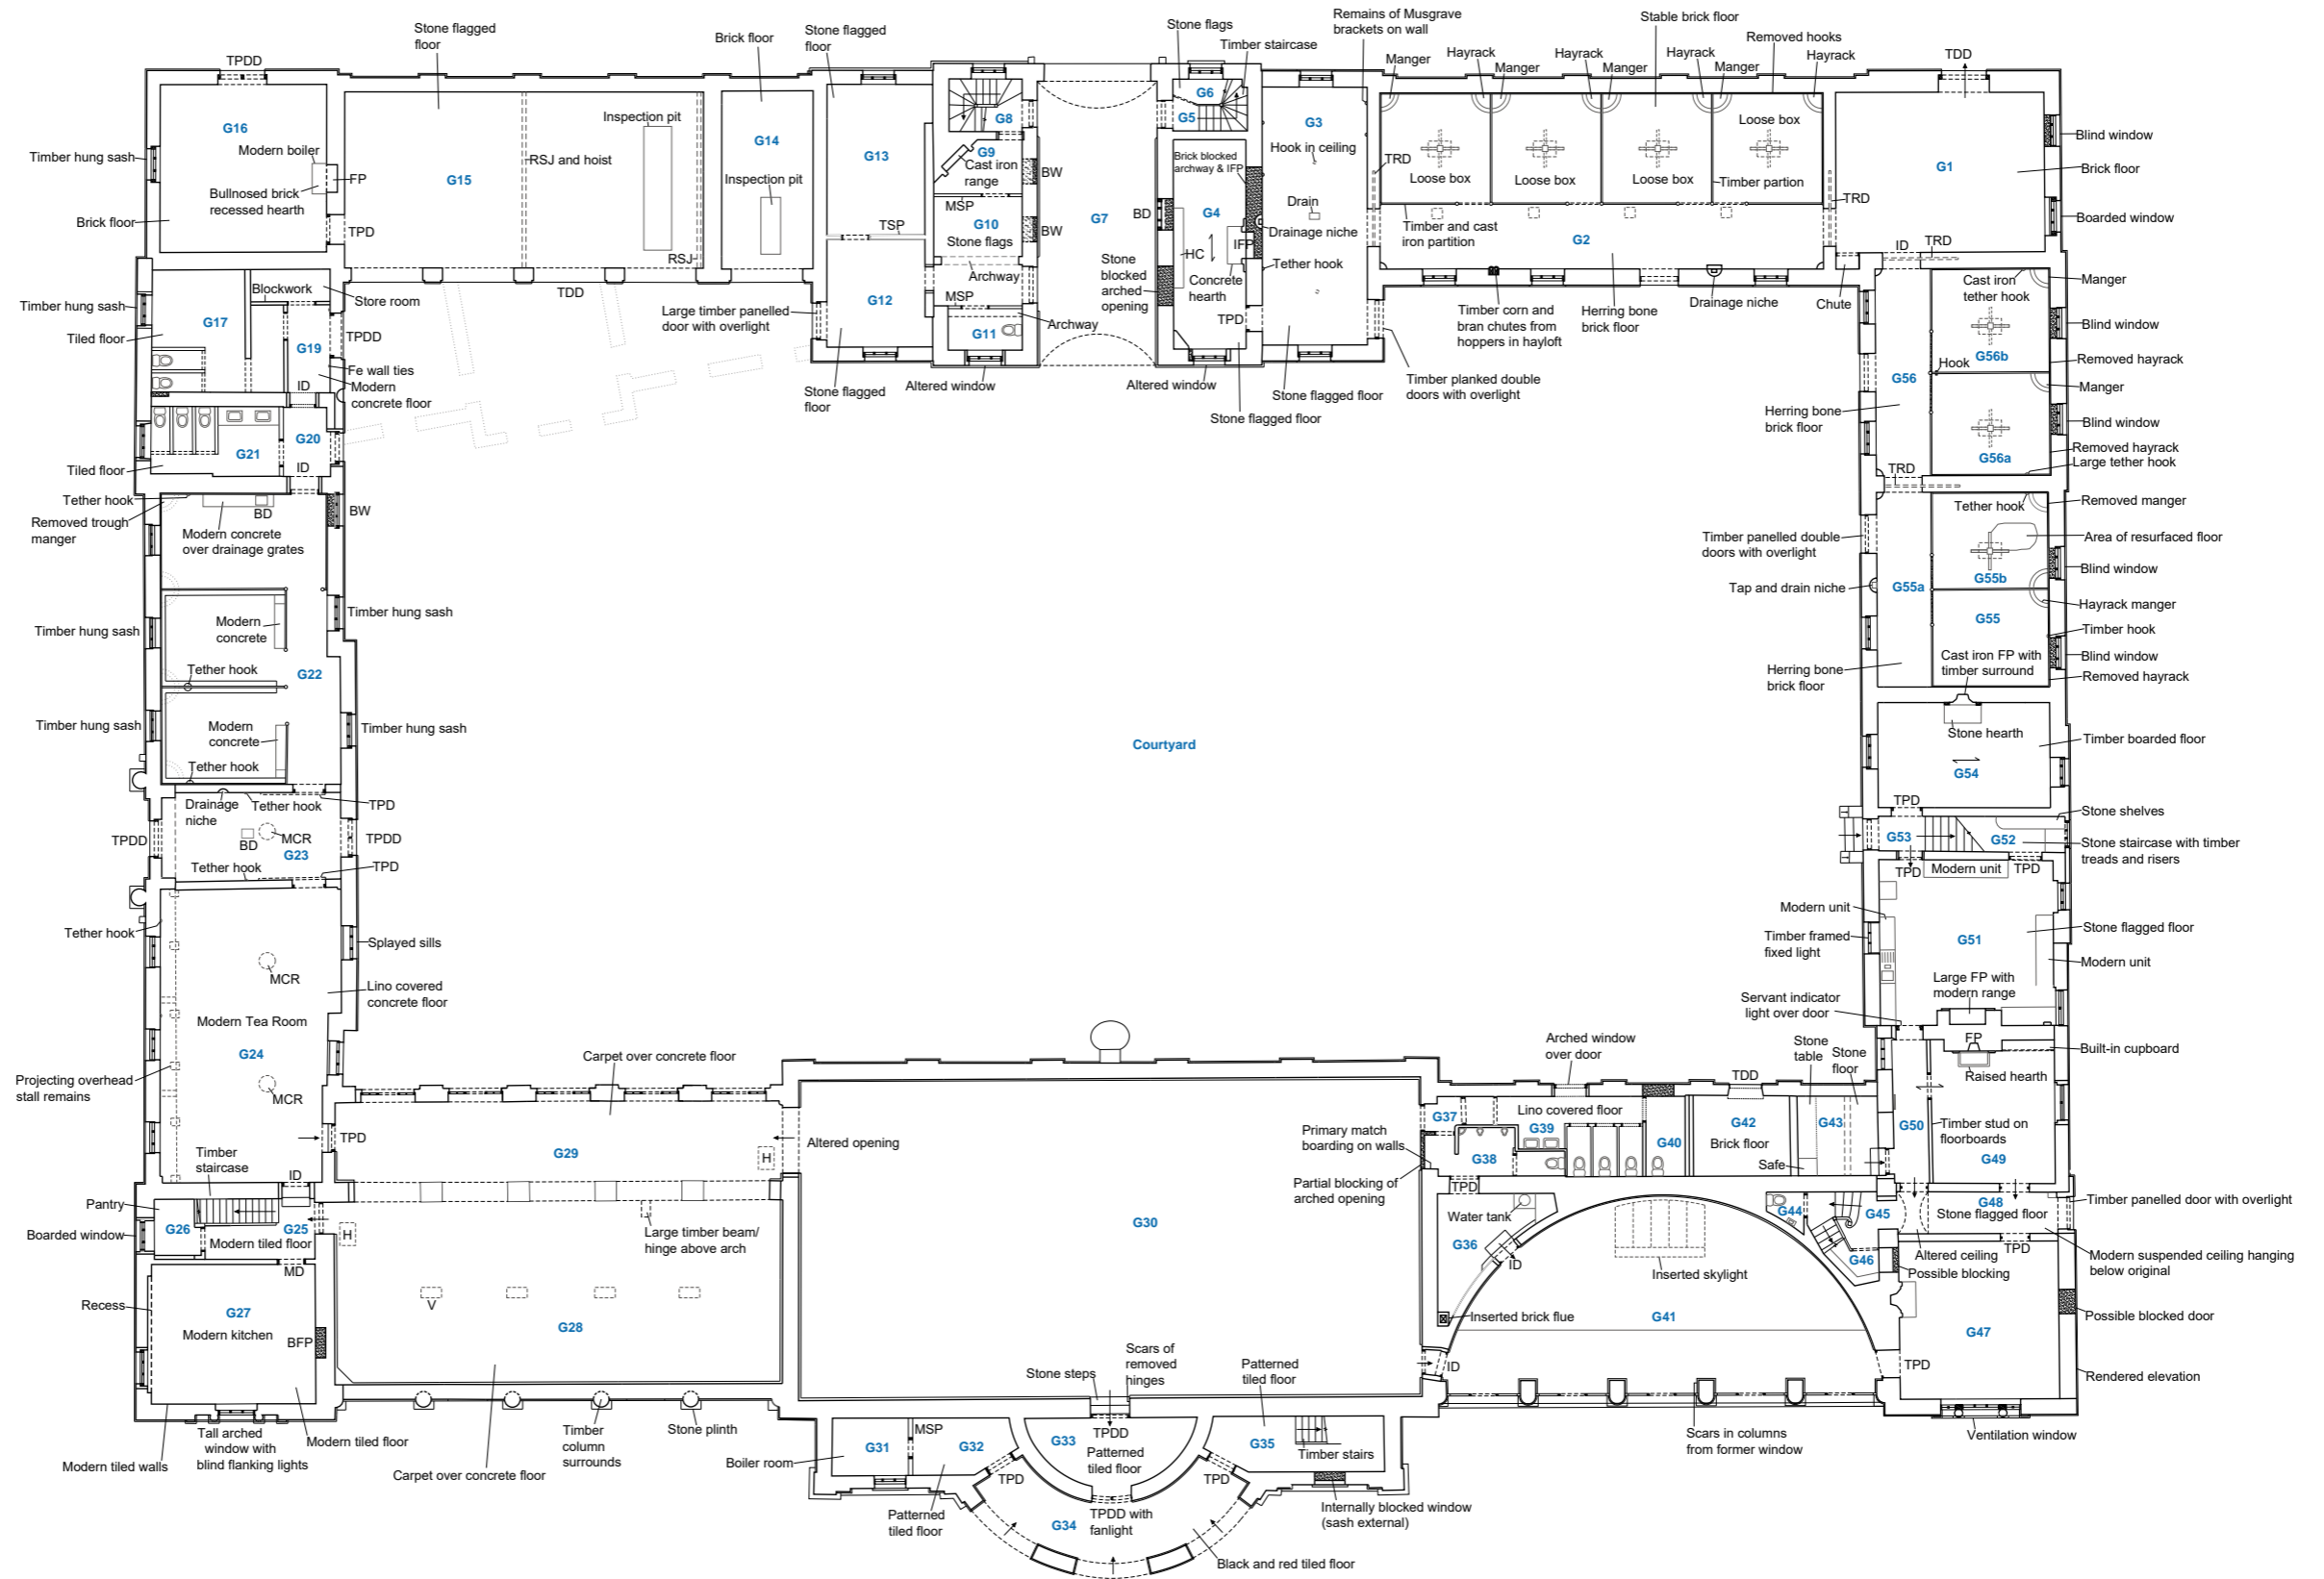 Stone flagged
floor
TPDD
Brick floor
Stone flagged
floor
Stone flags
Timber staircase
Remains of Musgrave
brackets on wall
Stable brick floor
Removed hooks
Manger
Hayrack
Manger
Hayrack
Manger
Hayrack
Manger
Hayrack
TDD
G16
Modern boiler
Timber hung sash
FP
Bullnosed brick
recessed hearth
Brick floor
TPD
G15
Inspection pit
RSJ and hoist
RSJ
TDD
G14
Inspection pit
G13
TSP
G12
Large timber panelled
door with overlight
Stone flagged
floor
G8
G9
Cast iron
range
BW
MSP
G10
BW
Stone flags
Archway
MSP
G11
Archway
Altered window
G7
Stone
blocked
arched
opening
G6
G5
Brick blocked
archway & IFP
BD
G4
HC
IFP
Concrete
hearth
TPD
Altered window
Stone flagged floor
G3
Hook in ceiling
Drain
Drainage niche
Tether hook
Stone flagged floor
TRD
Loose box
Loose box
Loose box
Loose box
Timber partion
TRD
Timber and cast
iron partition
G2
Timber corn and
bran chutes from
hoppers in hayloft
Herring bone
brick floor
Drainage niche
Chute
Timber planked double
doors with overlight
G1
Blind window
Brick floor
Boarded window
ID
TRD
Timber hung sash
Blockwork
Store room
G17
Tiled floor
G19
TPDD
Fe wall ties
ID
Modern
concrete floor
G20
G21
Tiled floor
ID
Tether hook
Removed trough
manger
BD
BW
Modern concrete
over drainage grates
Timber hung sash
Timber hung sash
Modern
concrete
Tether hook
G22
Timber hung sash
Timber hung sash
Modern
concrete
Tether hook
Drainage
niche
Tether hook
TPD
TPDD
MCR
BD
G23
TPDD
Tether hook
TPD
Tether hook
Splayed sills
MCR
Lino covered
concrete floor
Modern Tea Room
G24
Projecting overhead
stall remains
MCR
Courtyard
Cast iron
tether hook
Manger
Blind window
G56b
Hook
Removed hayrack
G56
Manger
Herring bone
brick floor
Blind window
G56a
Removed hayrack
Large tether hook
TRD
Tether hook
Removed manger
Timber panelled double
doors with overlight
Area of resurfaced floor
Blind window
G55b
Tap and drain niche
G55a
Hayrack manger
G55
Timber hook
Cast iron FP with
timber surround
Blind window
Herring bone
brick floor
Removed hayrack
Stone hearth
Timber boarded floor
G54
TPD
Stone shelves
G53
G52
Stone staircase with timber
treads and risers
TPD
Modern unit
TPD
Modern unit
Stone flagged floor
Timber framed
fixed light
G51
Modern unit
Large FP with
modern range
Servant indicator
light over door
FP
Built-in cupboard
Raised hearth
G50
Timber stud on
floorboards
G49
Carpet over concrete floor
Altered opening
TPD
G29
H
Timber
staircase
ID
Pantry
G26
G25
Boarded window
Modern tiled floor
H
MD
Large timber beam/
hinge above arch
V
G28
Recess
G27
Modern kitchen
BFP
Tall arched
window with
blind flanking lights
Modern tiled floor
Modern tiled walls
Carpet over concrete floor
Timber
column
surrounds
Stone plinth
G30
Stone steps
Scars of
removed
hinges
Patterned
tiled floor
Boiler room
G31
MSP
G32
TPD
Patterned
tiled floor
G33
TPDD
Patterned
tiled floor
G34
TPDD with
fanlight
TPD
G35
Timber stairs
Internally blocked window
(sash external)
Black and red tiled floor
Arched window
over door
TDD
Stone
table
Stone
floor
G37
Lino covered floor
Primary match
boarding on walls
G39
G38
G40
G42
Brick floor
G43
Safe
Partial blocking of
arched opening
TPD
Water tank
G36
ID
Inserted skylight
Inserted brick flue
G41
ID
G44
G45
G46
G48
Stone flagged floor
Timber panelled door with overlight
Altered ceiling
TPD
Modern suspended ceiling hanging
below original
Possible blocking
Possible blocked door
G47
TPD
Rendered elevation
Scars in columns
from former window
Ventilation window